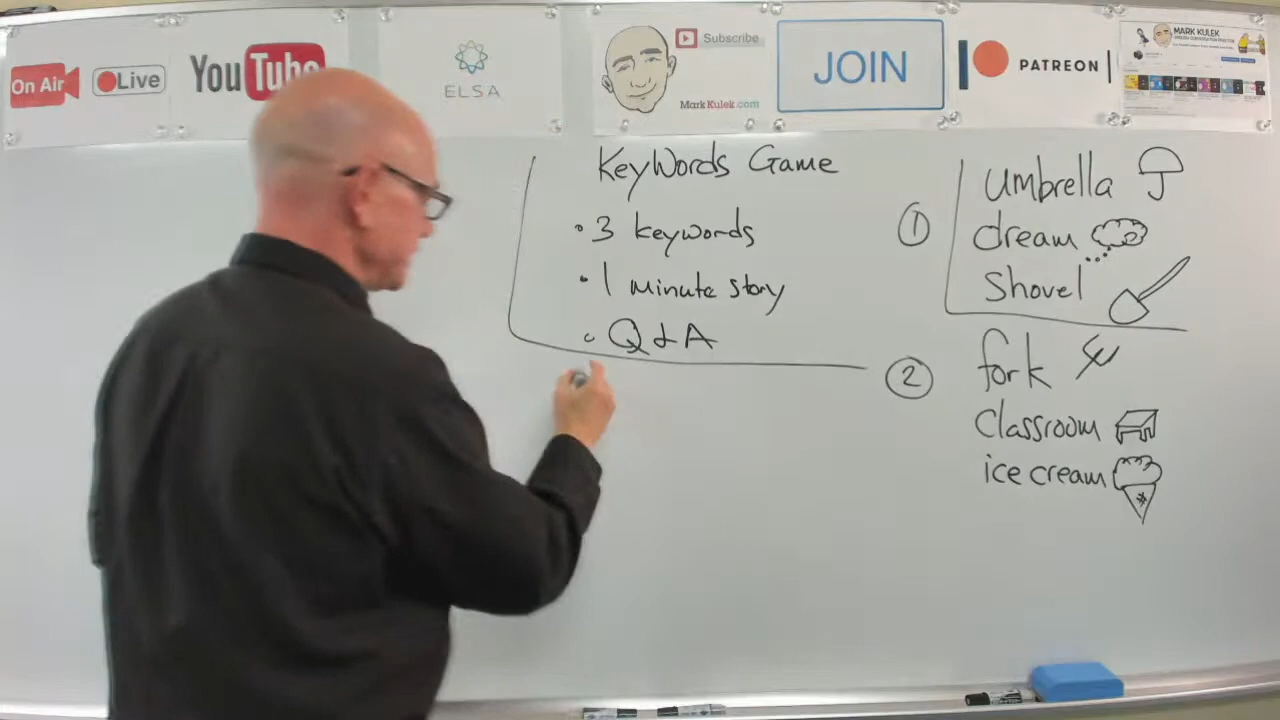 On Air
Live
YouTube
ELSA
Subscribe
MarkKulek.com
JOIN
PATREON
MARK KULEK
KeyWords Game
• 3 keywords
• 1 minute story
• Q & A
① umbrella
dream
Shovel
② fork
Classroom
ice cream